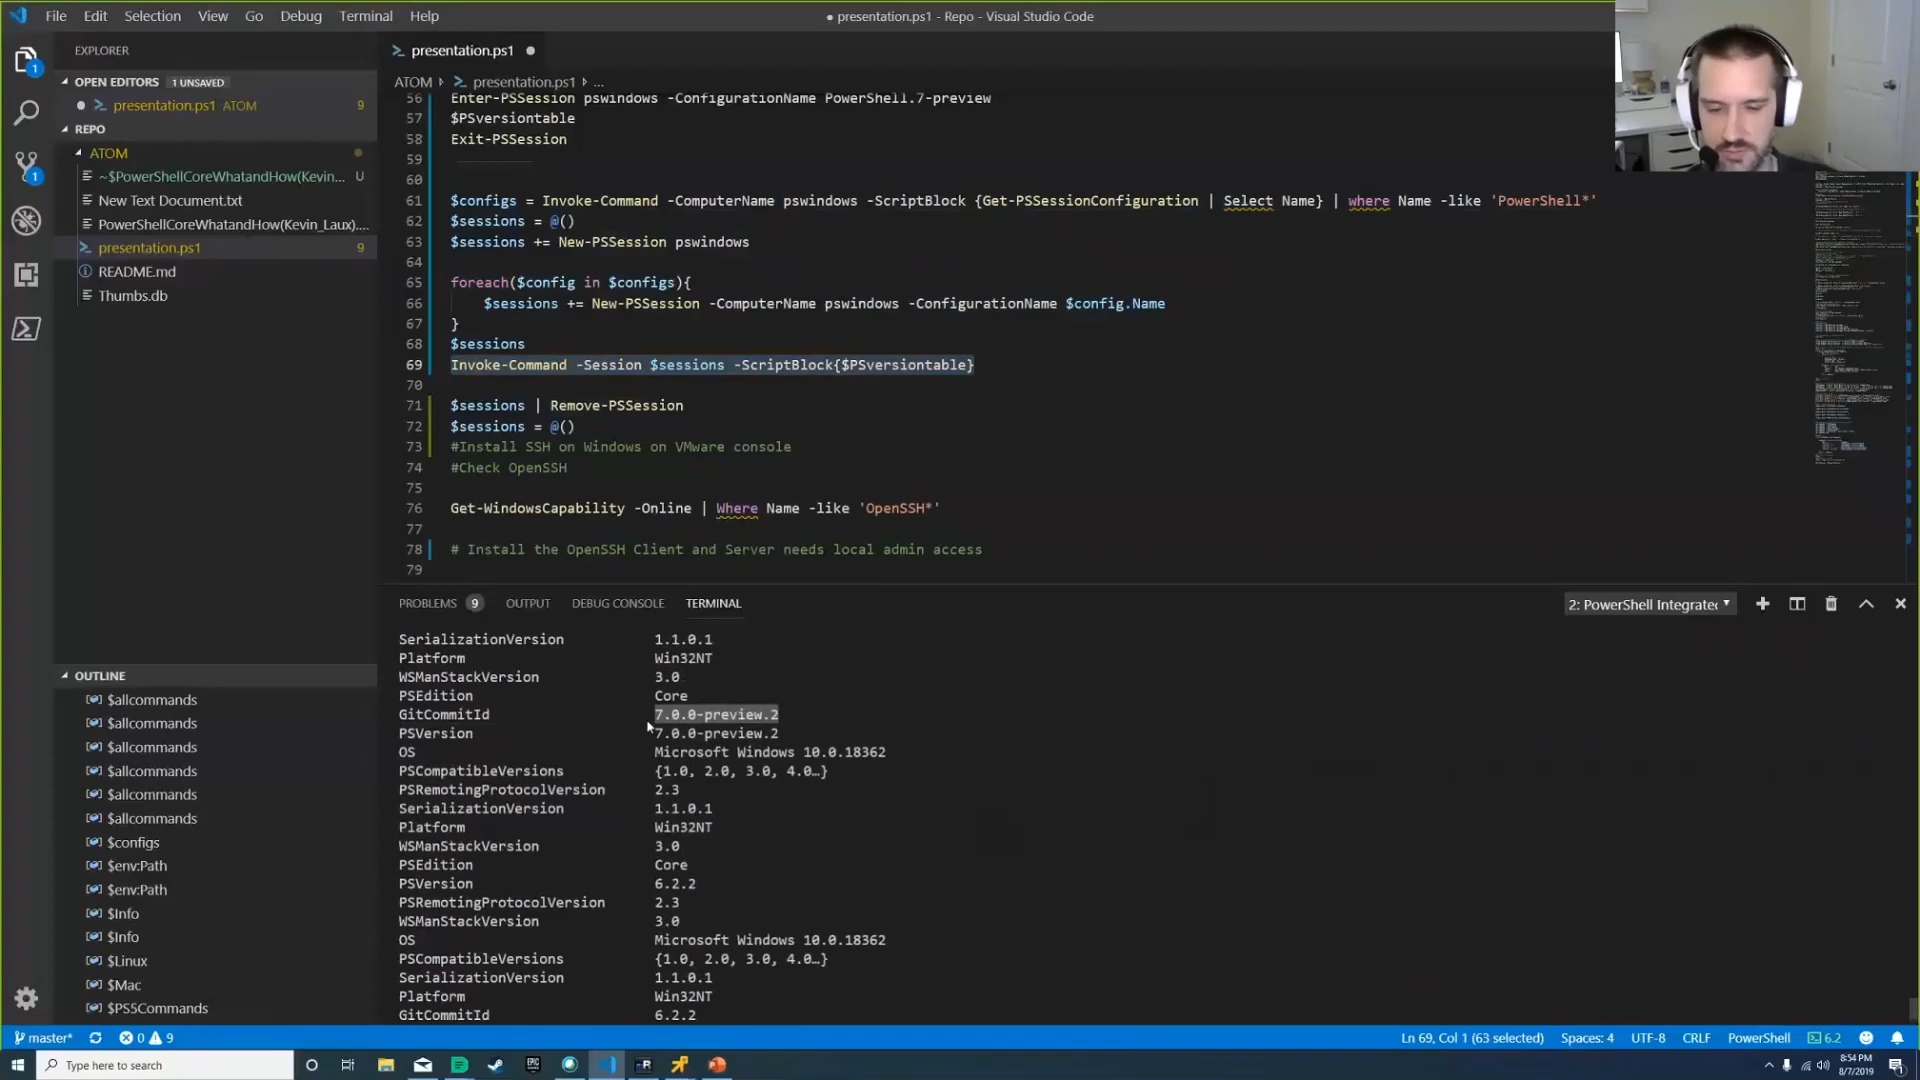 File Edit Selection View Go Debug Terminal Help
● presentation.ps1 - Repo - Visual Studio Code
EXPLORER
OPEN EDITORS 1 UNSAVED
presentation.ps1 ATOM 9
REPO
ATOM
~$PowerShellCoreWhatandHow(Kevin... U
New Text Document.txt
PowerShellCoreWhatandHow(Kevin_Laux)....
presentation.ps1 9
README.md
Thumbs.db
OUTLINE
$allcommands
$allcommands
$allcommands
$allcommands
$allcommands
$allcommands
$configs
$env:Path
$env:Path
$Info
$Info
$Linux
$Mac
$PS5Commands
1
1
presentation.ps1
ATOM presentation.ps1 ...
56 Enter-PSSession pswindows -ConfigurationName PowerShell.7-preview
57 $PSversiontable
58 Exit-PSSession
59
60
61 $configs = Invoke-Command -ComputerName pswindows -ScriptBlock {Get-PSSessionConfiguration | Select Name} | where Name -like 'PowerShell*'
62 $sessions = @()
63 $sessions += New-PSSession pswindows
64
65 foreach($config in $configs){
66 $sessions += New-PSSession -ComputerName pswindows -ConfigurationName $config.Name
67 }
68 $sessions
69 Invoke-Command -Session $sessions -ScriptBlock{$PSversiontable}
70
71 $sessions | Remove-PSSession
72 $sessions = @()
73 #Install SSH on Windows on VMware console
74 #Check OpenSSH
75
76 Get-WindowsCapability -Online | Where Name -like 'OpenSSH*'
77
78 # Install the OpenSSH Client and Server needs local admin access
79
PROBLEMS 9 OUTPUT DEBUG CONSOLE TERMINAL
2: PowerShell Integrated
SerializationVersion 1.1.0.1
Platform Win32NT
WSManStackVersion 3.0
PSEdition Core
GitCommitId 7.0.0-preview.2
PSVersion 7.0.0-preview.2
OS Microsoft Windows 10.0.18362
PSCompatibleVersions {1.0, 2.0, 3.0, 4.0…}
PSRemotingProtocolVersion 2.3
SerializationVersion 1.1.0.1
Platform Win32NT
WSManStackVersion 3.0
PSEdition Core
PSVersion 6.2.2
PSRemotingProtocolVersion 2.3
WSManStackVersion 3.0
OS Microsoft Windows 10.0.18362
PSCompatibleVersions {1.0, 2.0, 3.0, 4.0…}
SerializationVersion 1.1.0.1
Platform Win32NT
GitCommitId 6.2.2
master* 0 9
Ln 69, Col 1 (63 selected) Spaces: 4 UTF-8 CRLF PowerShell 6.2
Type here to search
EPIC
8:54 PM
8/7/2019